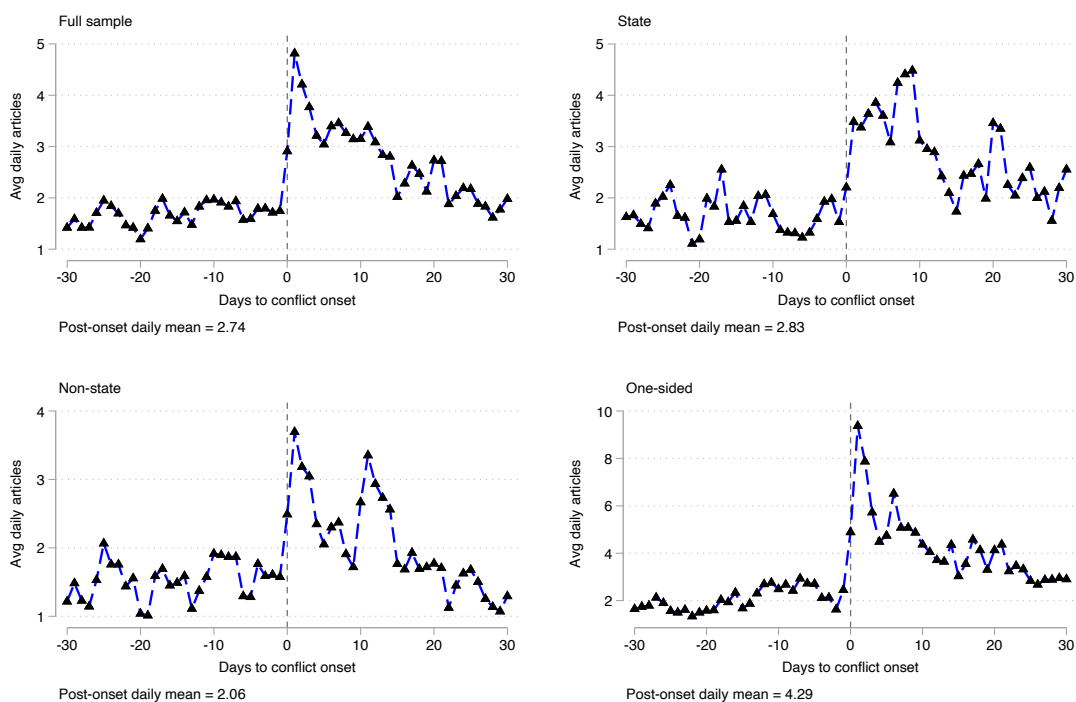 Full sample
Avg daily articles
5
4
3
2
1
-30 -20 -10 0 10 20 30
Days to conflict onset
Post-onset daily mean = 2.74
State
Avg daily articles
5
4
3
2
1
-30 -20 -10 0 10 20 30
Days to conflict onset
Post-onset daily mean = 2.83
Non-state
Avg daily articles
4
3
2
1
-30 -20 -10 0 10 20 30
Days to conflict onset
Post-onset daily mean = 2.06
One-sided
Avg daily articles
10
8
6
4
2
-30 -20 -10 0 10 20 30
Days to conflict onset
Post-onset daily mean = 4.29